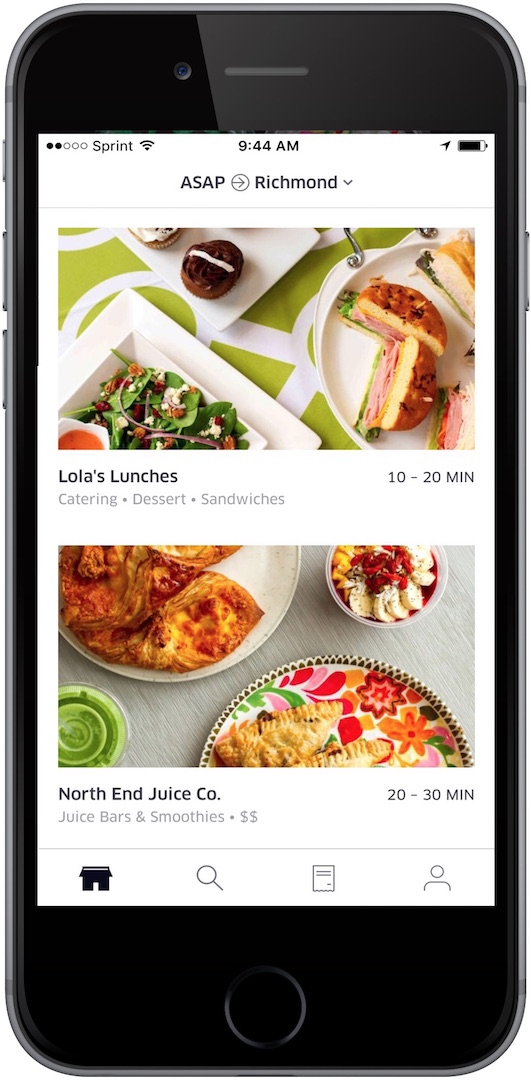 Sprint 9:44 AM
ASAP Richmond
Lola's Lunches 10 – 20 MIN
Catering • Dessert • Sandwiches
North End Juice Co. 20 – 30 MIN
Juice Bars & Smoothies • $$